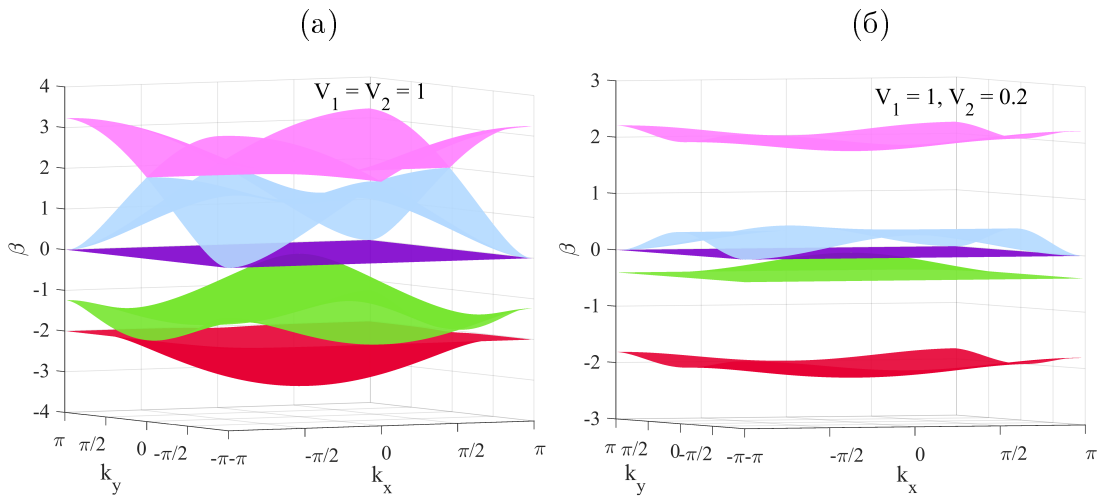 (а)
V1 = V2 = 1
4
3
2
1
0
-1
-2
-3
-4
β
π π/2 0 -π/2 -π
ky
-π -π/2 0 π/2 π
kx
(б)
V1 = 1, V2 = 0.2
3
2
1
0
-1
-2
-3
β
π π/2 0 -π/2 -π
ky
-π -π/2 0 π/2 π
kx